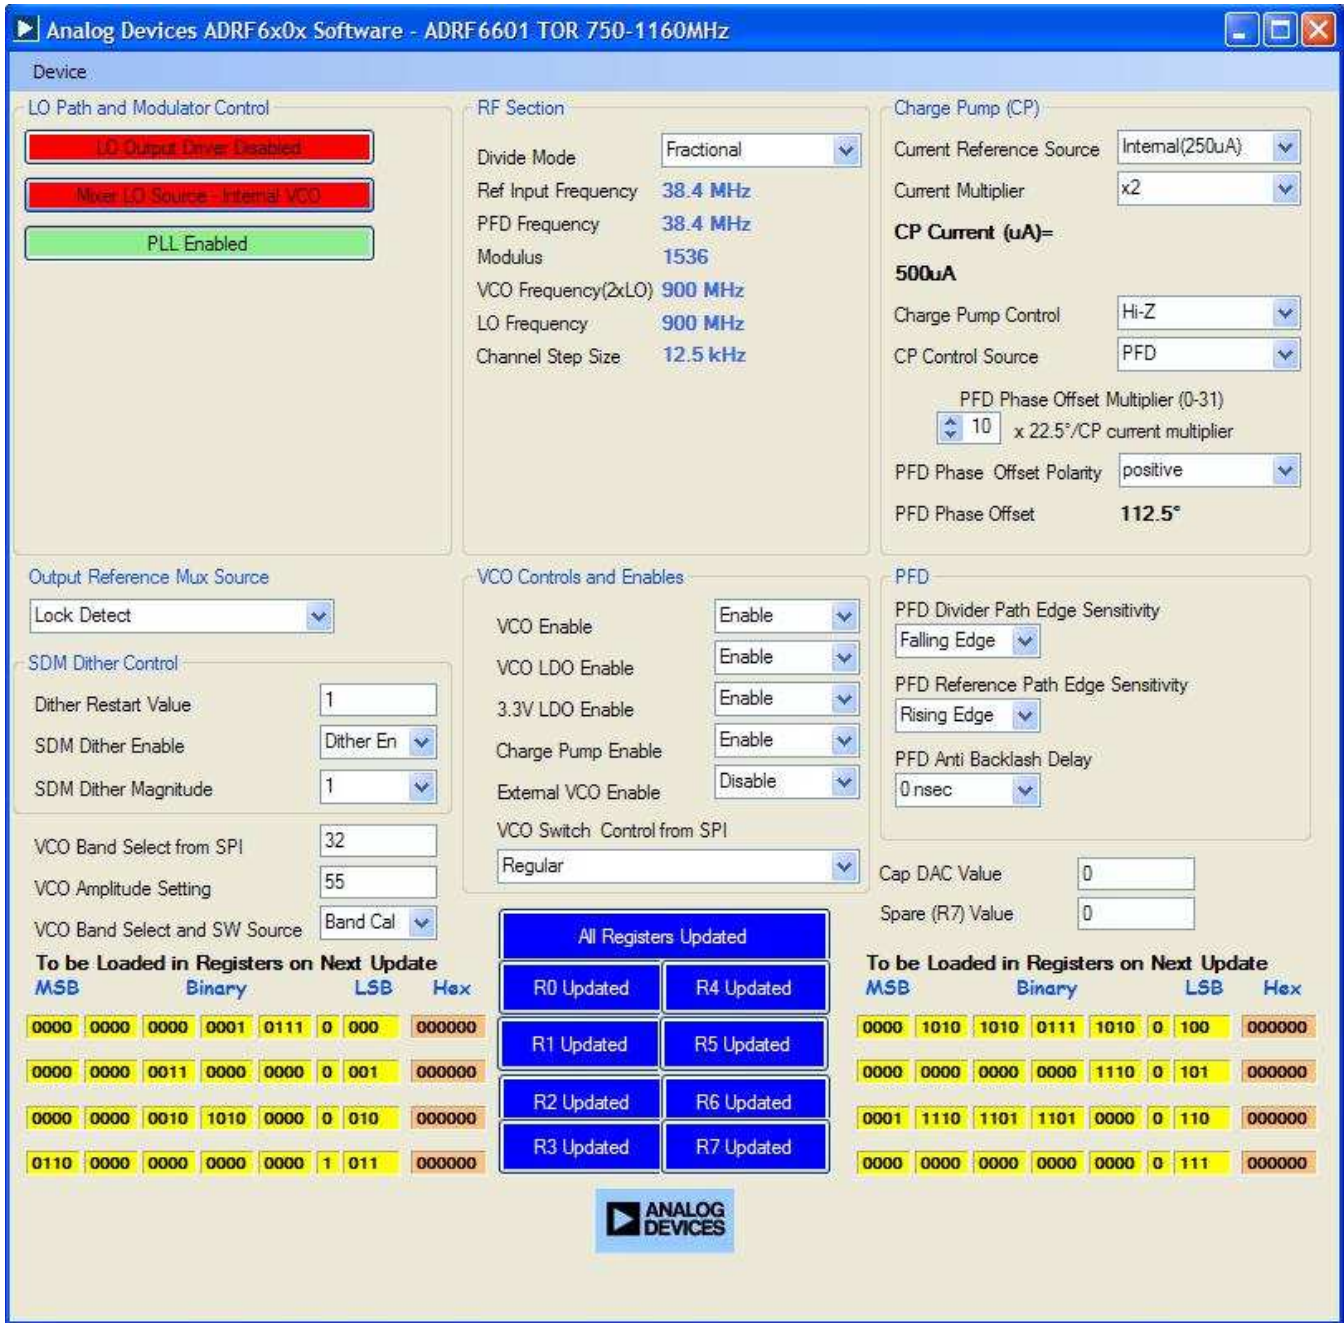 Analog Devices ADRF6x0x Software - ADRF6601 TOR 750-1160MHz
Device
LO Path and Modulator Control
LO Output Driver Disabled
Mixer LO Source - Internal VCO
PLL Enabled
RF Section
Divide Mode Fractional
Ref Input Frequency 38.4 MHz
PFD Frequency 38.4 MHz
Modulus 1536
VCO Frequency(2xLO) 900 MHz
LO Frequency 900 MHz
Channel Step Size 12.5 kHz
Charge Pump (CP)
Current Reference Source Internal(250uA)
Current Multiplier x2
CP Current (uA)=
500uA
Charge Pump Control Hi-Z
CP Control Source PFD
PFD Phase Offset Multiplier (0-31)
10 x 22.5°/CP current multiplier
PFD Phase Offset Polarity positive
PFD Phase Offset 112.5°
Output Reference Mux Source
Lock Detect
SDM Dither Control
Dither Restart Value 1
SDM Dither Enable Dither En
SDM Dither Magnitude 1
VCO Band Select from SPI 32
VCO Amplitude Setting 55
VCO Band Select and SW Source Band Cal
VCO Controls and Enables
VCO Enable Enable
VCO LDO Enable Enable
3.3V LDO Enable Enable
Charge Pump Enable Enable
External VCO Enable Disable
VCO Switch Control from SPI
Regular
PFD
PFD Divider Path Edge Sensitivity
Falling Edge
PFD Reference Path Edge Sensitivity
Rising Edge
PFD Anti Backlash Delay
0 nsec
Cap DAC Value 0
Spare (R7) Value 0
To be Loaded in Registers on Next Update
MSB Binary LSB Hex
0000 0000 0000 0001 0111 0 000 000000
0000 0000 0011 0000 0000 0 001 000000
0000 0000 0010 1010 0000 0 010 000000
0110 0000 0000 0000 0000 1 011 000000
All Registers Updated
R0 Updated R4 Updated
R1 Updated R5 Updated
R2 Updated R6 Updated
R3 Updated R7 Updated
To be Loaded in Registers on Next Update
MSB Binary LSB Hex
0000 1010 1010 0111 1010 0 100 000000
0000 0000 0000 0000 1110 0 101 000000
0001 1110 1101 1101 0000 0 110 000000
0000 0000 0000 0000 0000 0 111 000000
ANALOG
DEVICES